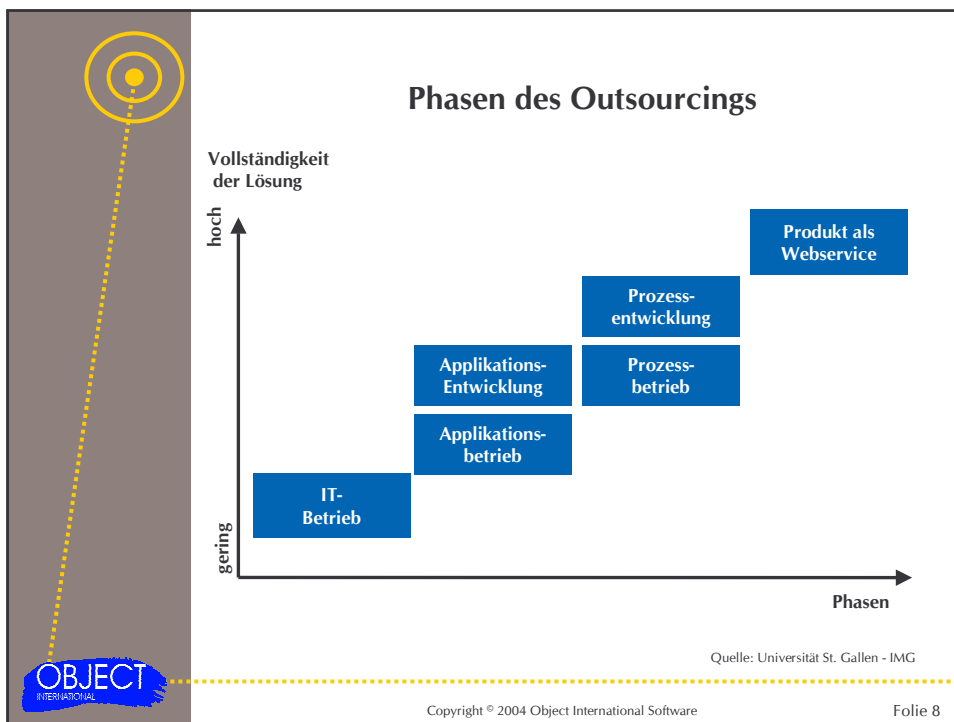 Phasen des Outsourcings
Vollständigkeit
der Lösung
hoch
gering
Produkt als
Webservice
Prozess-
entwicklung
Applikations-
Entwicklung
Prozess-
betrieb
Applikations-
betrieb
IT-
Betrieb
Phasen
Quelle: Universität St. Gallen - IMG
OBJECT
INTERNATIONAL
Copyright © 2004 Object International Software
Folie 8